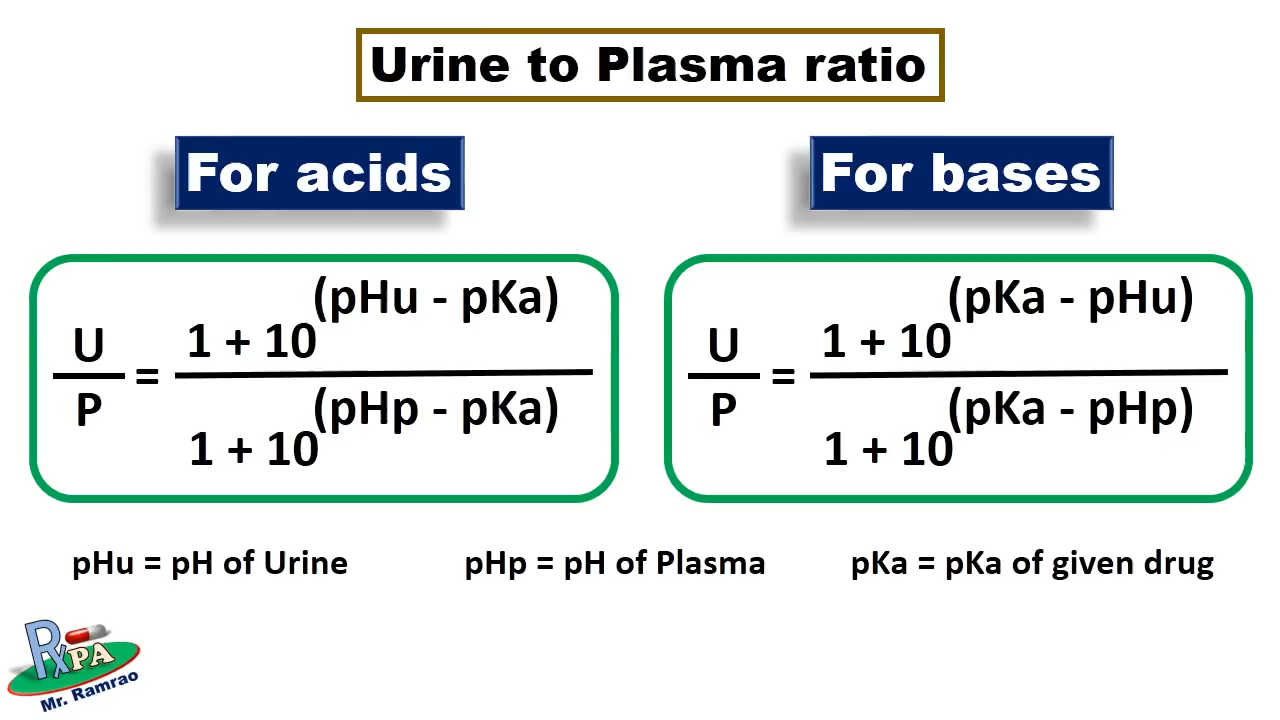 Urine to Plasma ratio
For acids
For bases
U
P
=
1 + 10(pHu - pKa)
1 + 10(pHp - pKa)
U
P
=
1 + 10(pKa - pHu)
1 + 10(pKa - pHp)
pHu = pH of Urine
pHp = pH of Plasma
pKa = pKa of given drug
Rx PA
Mr. Ramrao